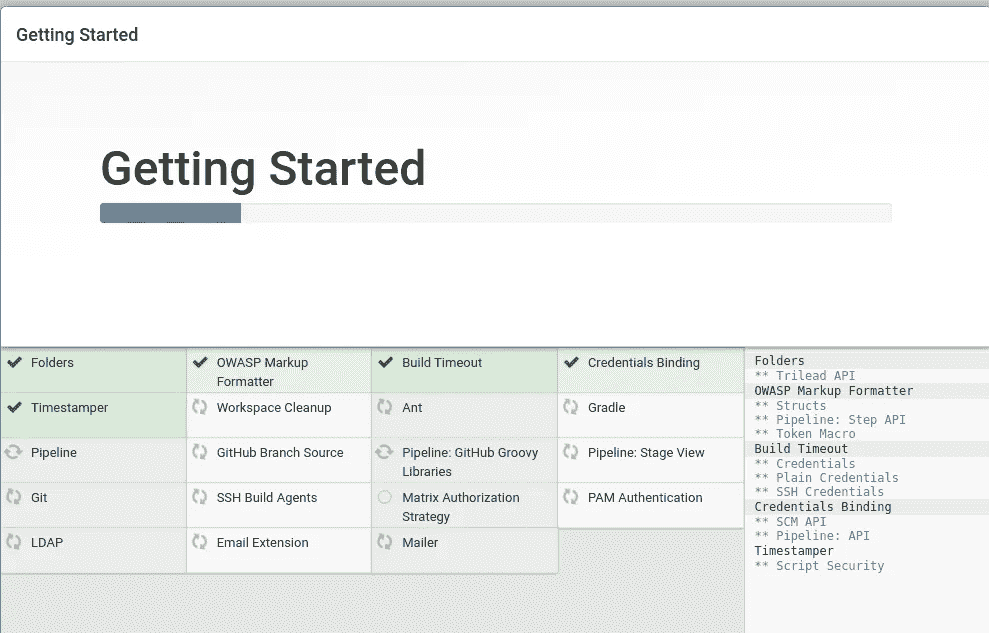 Getting Started
Getting Started
Folders
OWASP Markup
Formatter
Build Timeout
Credentials Binding
Timestamper
Workspace Cleanup
Ant
Gradle
Pipeline
GitHub Branch Source
Pipeline: GitHub Groovy
Libraries
Pipeline: Stage View
Git
SSH Build Agents
Matrix Authorization
Strategy
PAM Authentication
LDAP
Email Extension
Mailer
Folders
** Trilead API
OWASP Markup Formatter
** Structs
** Pipeline: Step API
** Token Macro
Build Timeout
** Credentials
** Plain Credentials
** SSH Credentials
Credentials Binding
** SCM API
** Pipeline: API
Timestamper
** Script Security